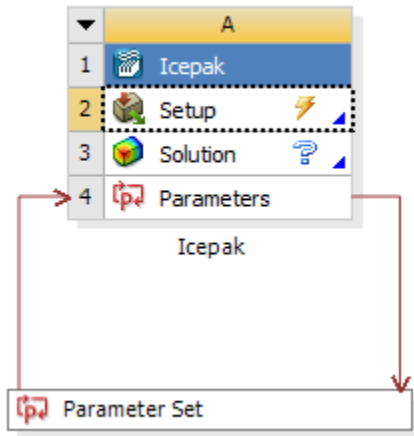 A
1 Icepak
2 Setup
3 Solution ?
4 Parameters
Icepak
Parameter Set